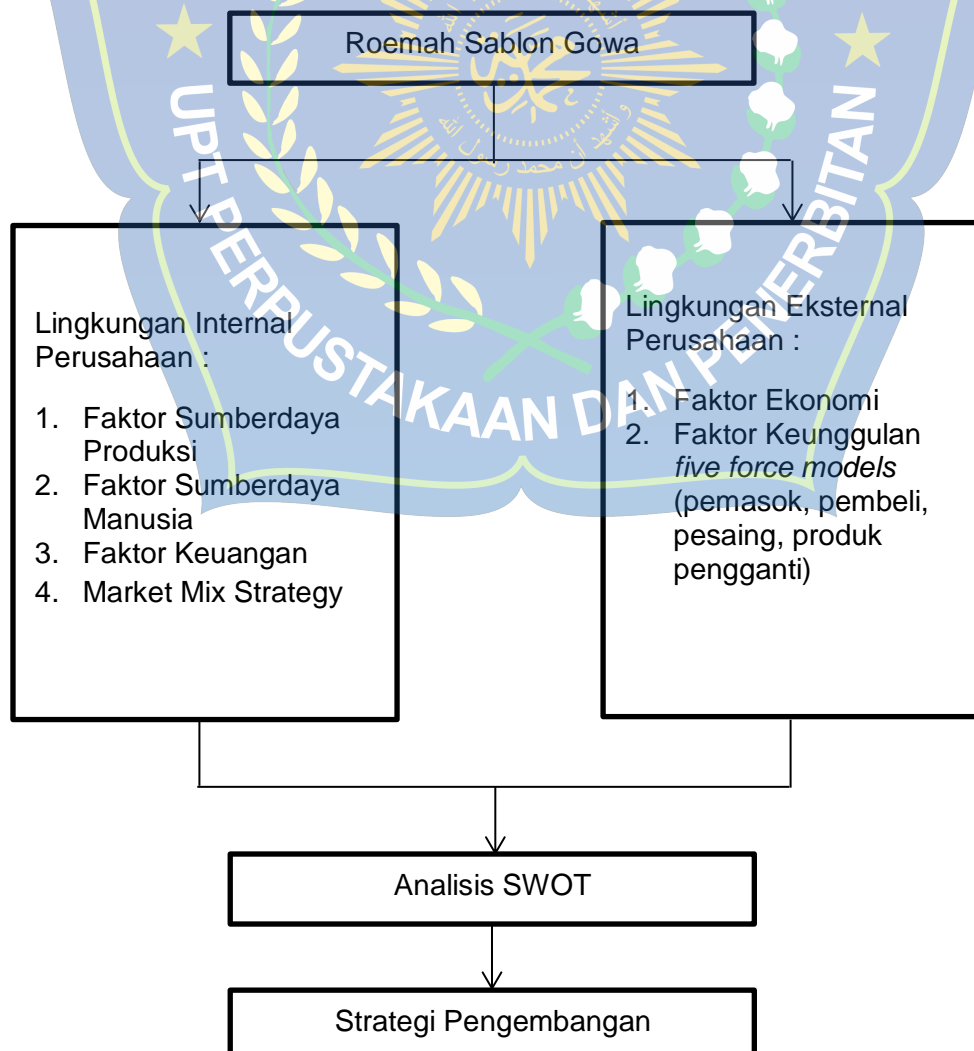 Roemah Sablon Gowa
UPT PERPUSTAKAAN DAN PENERBITAN
Lingkungan Internal
Perusahaan :
1. Faktor Sumberdaya
Produksi
2. Faktor Sumberdaya
Manusia
3. Faktor Keuangan
4. Market Mix Strategy
Lingkungan Eksternal
Perusahaan :
1. Faktor Ekonomi
2. Faktor Keunggulan
five force models
(pemasok, pembeli,
pesaing, produk
pengganti)
Analisis SWOT
Strategi Pengembangan